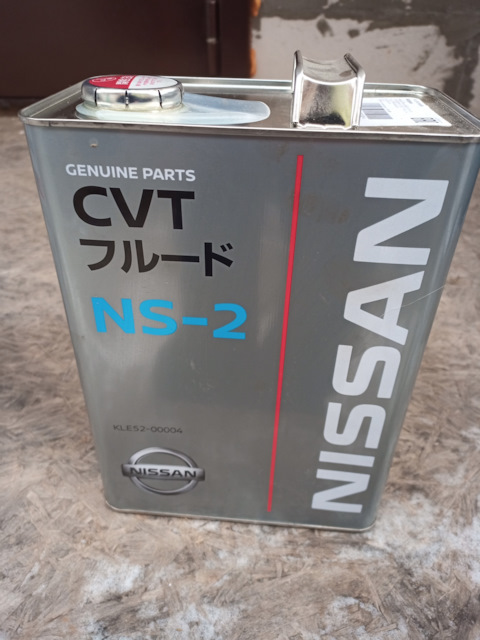 GENUINE PARTS
CVT
フルード
NS-2
KLE52-00004
NISSAN
NISSAN